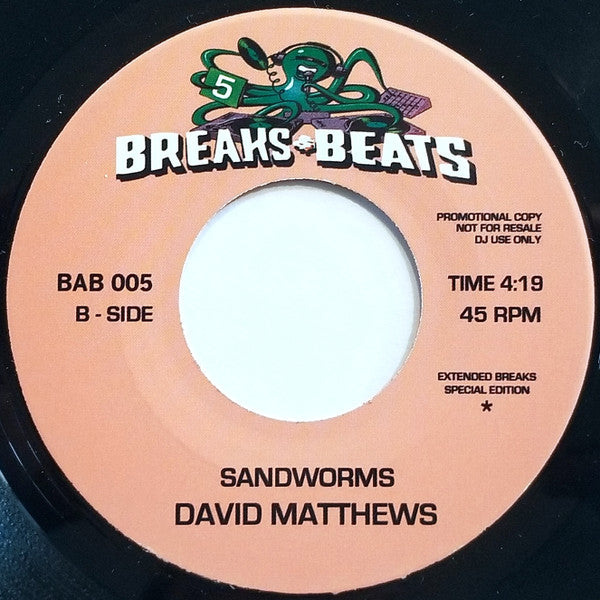 5
BREAKS & BEATS
PROMOTIONAL COPY
NOT FOR RESALE
DJ USE ONLY
BAB 005
B - SIDE
TIME 4:19
45 RPM
EXTENDED BREAKS
SPECIAL EDITION
*
SANDWORMS
DAVID MATTHEWS